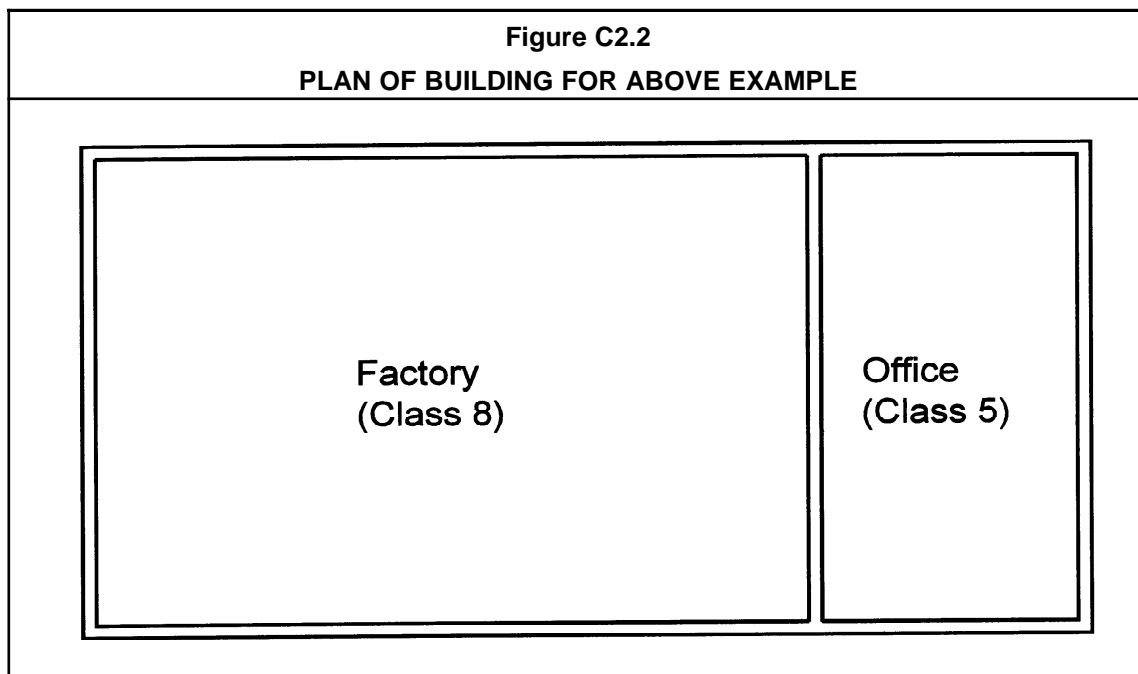 Figure C2.2
PLAN OF BUILDING FOR ABOVE EXAMPLE
Factory
(Class 8)
Office
(Class 5)